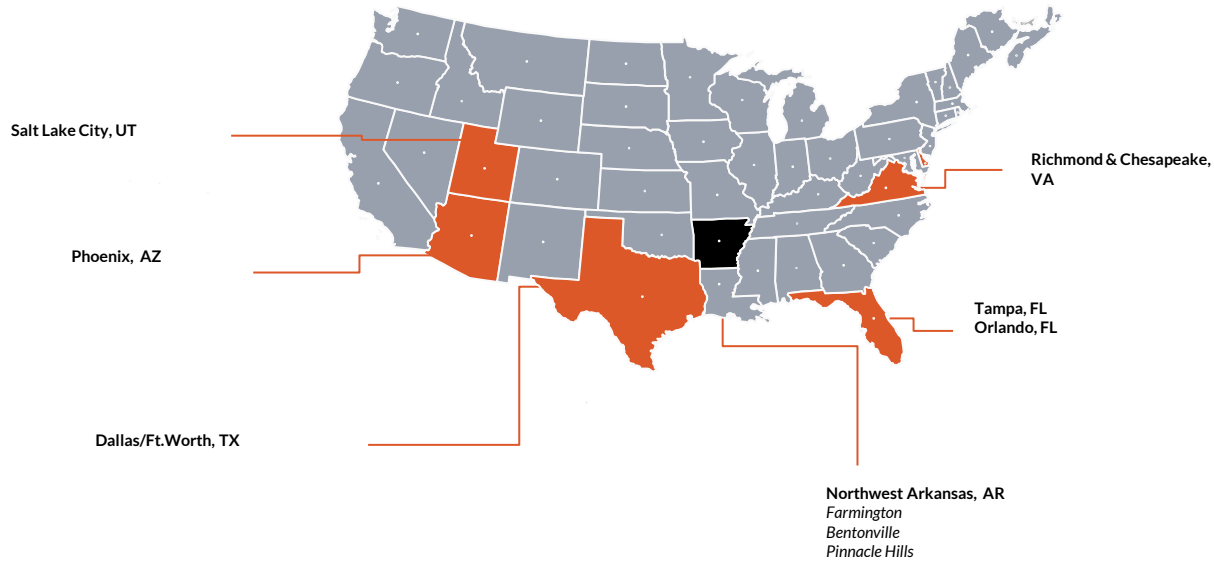 Salt Lake City, UT
Richmond & Chesapeake,
VA
Phoenix, AZ
Tampa, FL
Orlando, FL
Dallas/Ft.Worth, TX
Northwest Arkansas, AR
Farmington
Bentonville
Pinnacle Hills